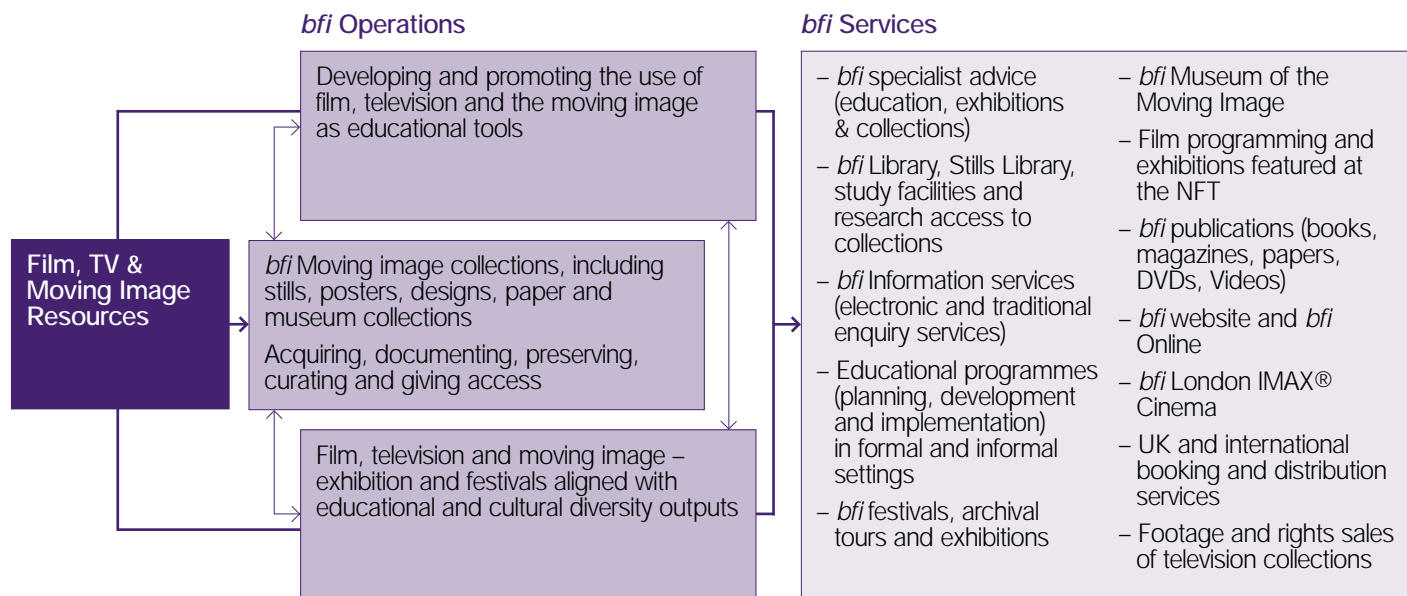 bfi Operations
bfi Services
Film, TV &
Moving Image
Resources
Developing and promoting the use of
film, television and the moving image
as educational tools
bfi Moving image collections, including
stills, posters, designs, paper and
museum collections
Acquiring, documenting, preserving,
curating and giving access
Film, television and moving image –
exhibition and festivals aligned with
educational and cultural diversity outputs
– bfi specialist advice
(education, exhibitions
& collections)
– bfi Library, Stills Library,
study facilities and
research access to
collections
– bfi Information services
(electronic and traditional
enquiry services)
– Educational programmes
(planning, development
and implementation)
in formal and informal
settings
– bfi festivals, archival
tours and exhibitions
– bfi Museum of the
Moving Image
– Film programming and
exhibitions featured at
the NFT
– bfi publications (books,
magazines, papers,
DVDs, Videos)
– bfi website and bfi
Online
– bfi London IMAX®
Cinema
– UK and international
booking and distribution
services
– Footage and rights sales
of television collections